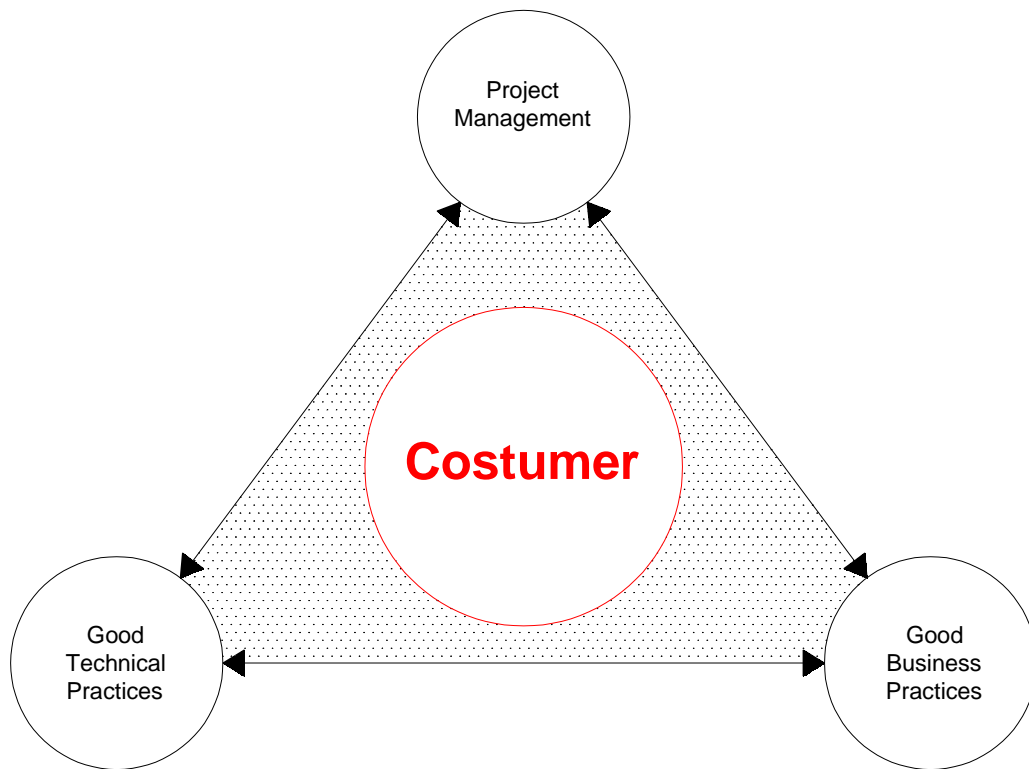 Project
Management
Costumer
Good
Technical
Practices
Good
Business
Practices